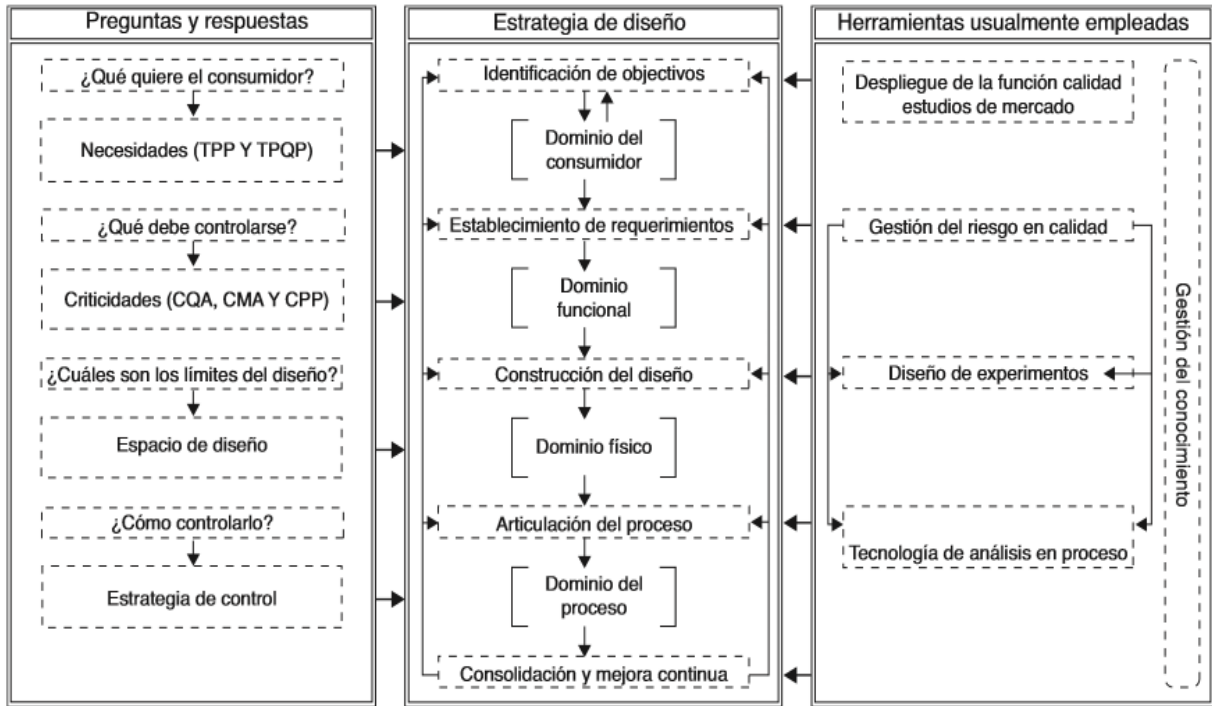 Preguntas y respuestas
¿Qué quiere el consumidor?
Necesidades (TPP Y TPQP)
¿Qué debe controlarse?
Criticidades (CQA, CMA Y CPP)
¿Cuáles son los límites del diseño?
Espacio de diseño
¿Cómo controlarlo?
Estrategia de control
Estrategia de diseño
Identificación de objectivos
Dominio del
consumidor
Establecimiento de requerimientos
Dominio
funcional
Construcción del diseño
Dominio físico
Articulación del proceso
Dominio del
proceso
Consolidación y mejora continua
Herramientas usualmente empleadas
Despliegue de la función calidad
estudios de mercado
Gestión del riesgo en calidad
Diseño de experimentos
Tecnología de análisis en proceso
Gestión del conocimiento